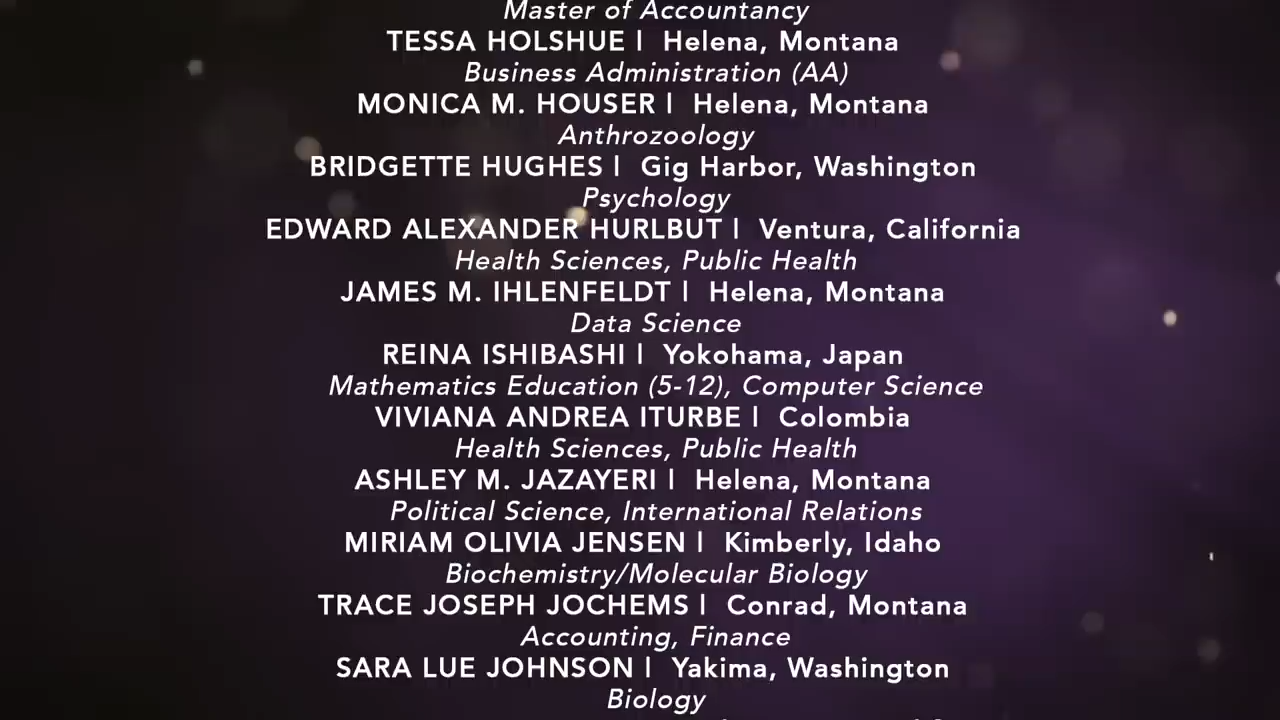 Master of Accountancy
TESSA HOLSHUE | Helena, Montana
Business Administration (AA)
MONICA M. HOUSER | Helena, Montana
Anthrozoology
BRIDGETTE HUGHES | Gig Harbor, Washington
Psychology
EDWARD ALEXANDER HURLBUT | Ventura, California
Health Sciences, Public Health
JAMES M. IHLENFELDT | Helena, Montana
Data Science
REINA ISHIBASHI | Yokohama, Japan
Mathematics Education (5-12), Computer Science
VIVIANA ANDREA ITURBE | Colombia
Health Sciences, Public Health
ASHLEY M. JAZAYERI | Helena, Montana
Political Science, International Relations
MIRIAM OLIVIA JENSEN | Kimberly, Idaho
Biochemistry/Molecular Biology
TRACE JOSEPH JOCHEMS | Conrad, Montana
Accounting, Finance
SARA LUE JOHNSON | Yakima, Washington
Biology